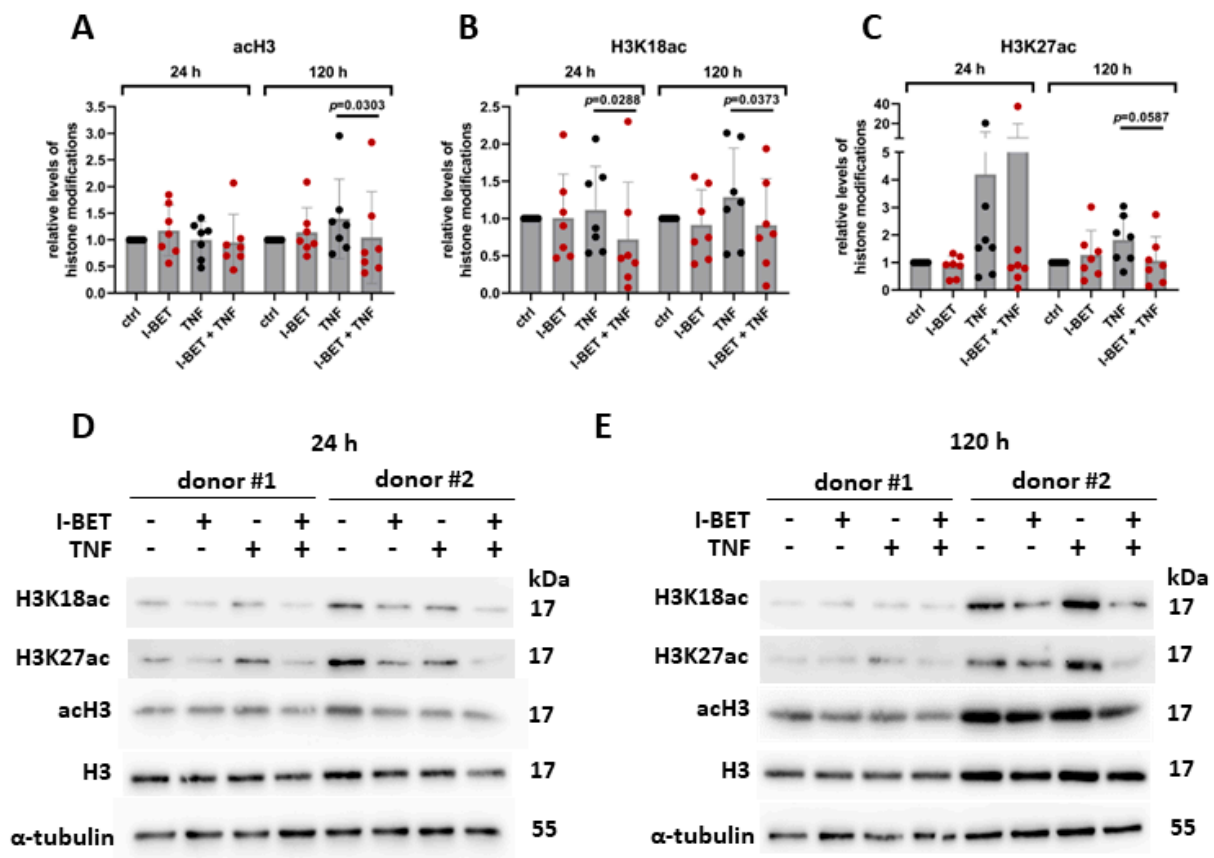 A
acH3
24 h 120 h
p=0.0303
relative levels of
histone modifications
3.5
3.0
2.5
2.0
1.5
1.0
0.5
0.0
ctrl I-BET TNF I-BET + TNF ctrl I-BET TNF I-BET + TNF
B
H3K18ac
24 h 120 h
p=0.0288 p=0.0373
relative levels of
histone modifications
2.5
2.0
1.5
1.0
0.5
0.0
ctrl I-BET TNF I-BET + TNF ctrl I-BET TNF I-BET + TNF
C
H3K27ac
24 h 120 h
p=0.0587
relative levels of
histone modifications
40
20
6
4
2
1
0
ctrl I-BET TNF I-BET + TNF ctrl I-BET TNF I-BET + TNF
D
24 h
donor #1 donor #2
I-BET - + - + - + - +
TNF - - + + - - + +
kDa
H3K18ac 17
H3K27ac 17
acH3 17
H3 17
α-tubulin 55
E
120 h
donor #1 donor #2
I-BET - + - + - + - +
TNF - - + + - - + +
kDa
H3K18ac 17
H3K27ac 17
acH3 17
H3 17
α-tubulin 55